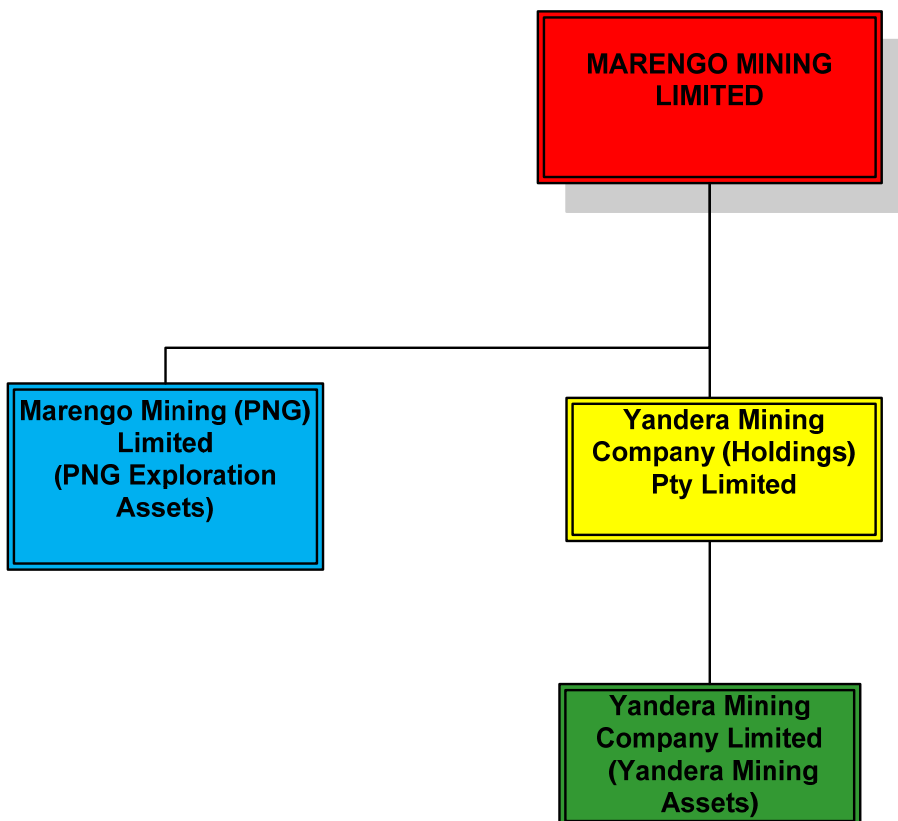 MARENGO MINING
LIMITED
Marengo Mining (PNG)
Limited
(PNG Exploration
Assets)
Yandera Mining
Company (Holdings)
Pty Limited
Yandera Mining
Company Limited
(Yandera Mining
Assets)